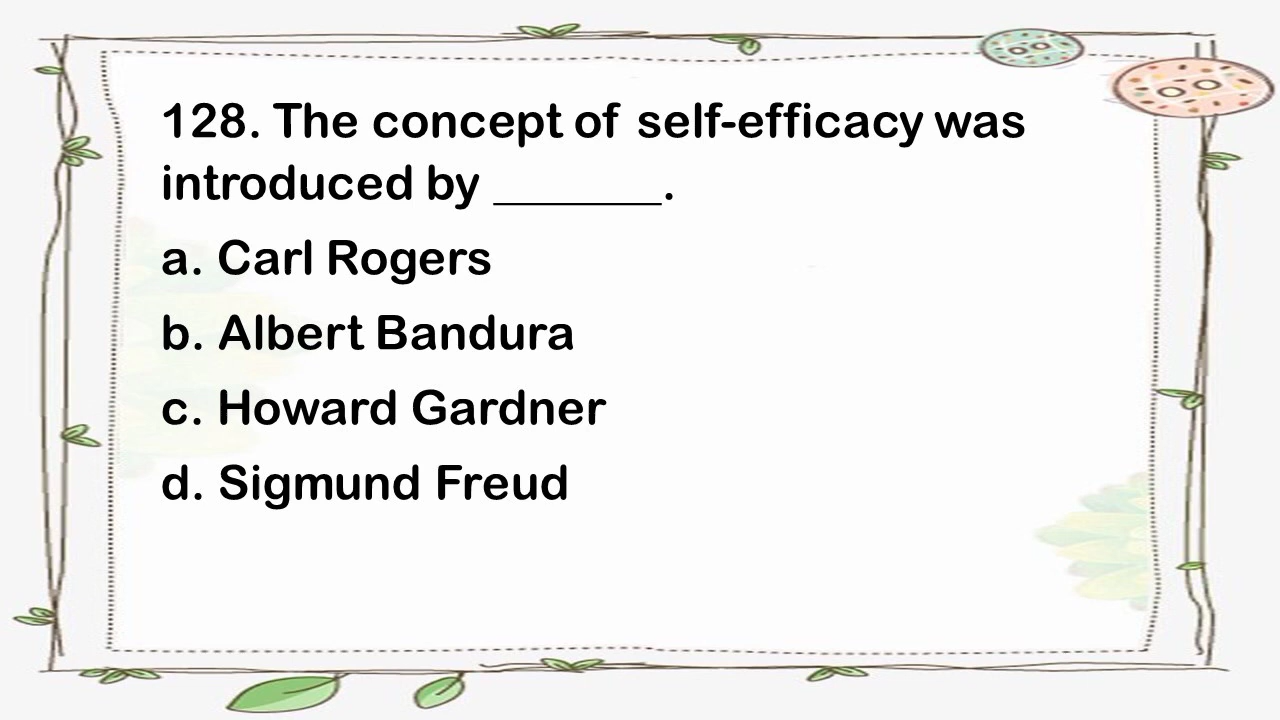 128. The concept of self-efficacy was
introduced by _______.
a. Carl Rogers
b. Albert Bandura
c. Howard Gardner
d. Sigmund Freud